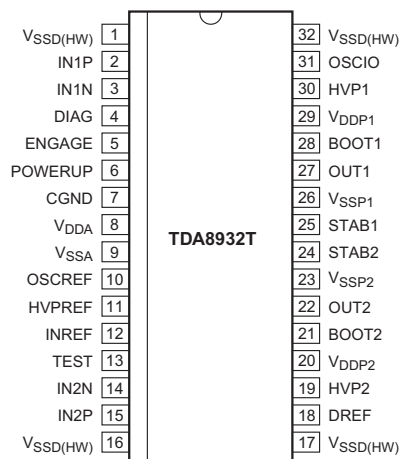 VSSD(HW) 1 32 VSSD(HW)
IN1P 2 31 OSCIO
IN1N 3 30 HVP1
DIAG 4 29 VDDP1
ENGAGE 5 28 BOOT1
POWERUP 6 27 OUT1
CGND 7 26 VSSP1
VDDA 8 25 STAB1
TDA8932T
VSSA 9 24 STAB2
OSCREF 10 23 VSSP2
HVPREF 11 22 OUT2
INREF 12 21 BOOT2
TEST 13 20 VDDP2
IN2N 14 19 HVP2
IN2P 15 18 DREF
VSSD(HW) 16 17 VSSD(HW)